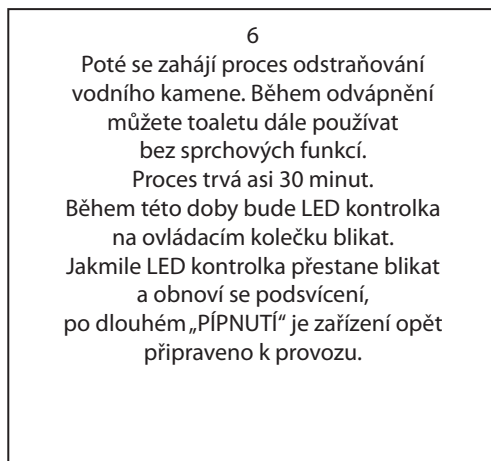 6
Poté se zahájí proces odstraňování
vodního kamene. Během odvápnění
můžete toaletu dále používat
bez sprchových funkcí.
Proces trvá asi 30 minut.
Během této doby bude LED kontrolka
na ovládacím kolečku blikat.
Jakmile LED kontrolka přestane blikat
a obnoví se podsvícení,
po dlouhém „PÍPNUTÍ“ je zařízení opět
připraveno k provozu.